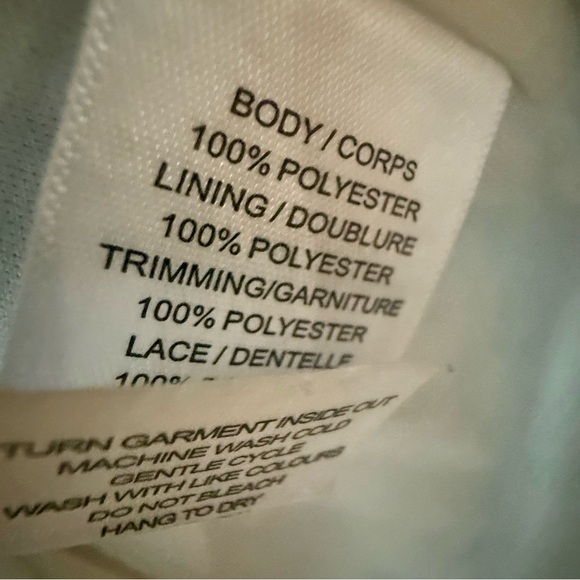 BODY / CORPS
100% POLYESTER
LINING / DOUBLURE
100% POLYESTER
TRIMMING/GARNITURE
100% POLYESTER
LACE / DENTELLE
100%
TURN GARMENT INSIDE OUT
MACHINE WASH COLD
GENTLE CYCLE
WASH WITH LIKE COLOURS
DO NOT BLEACH
HANG TO DRY